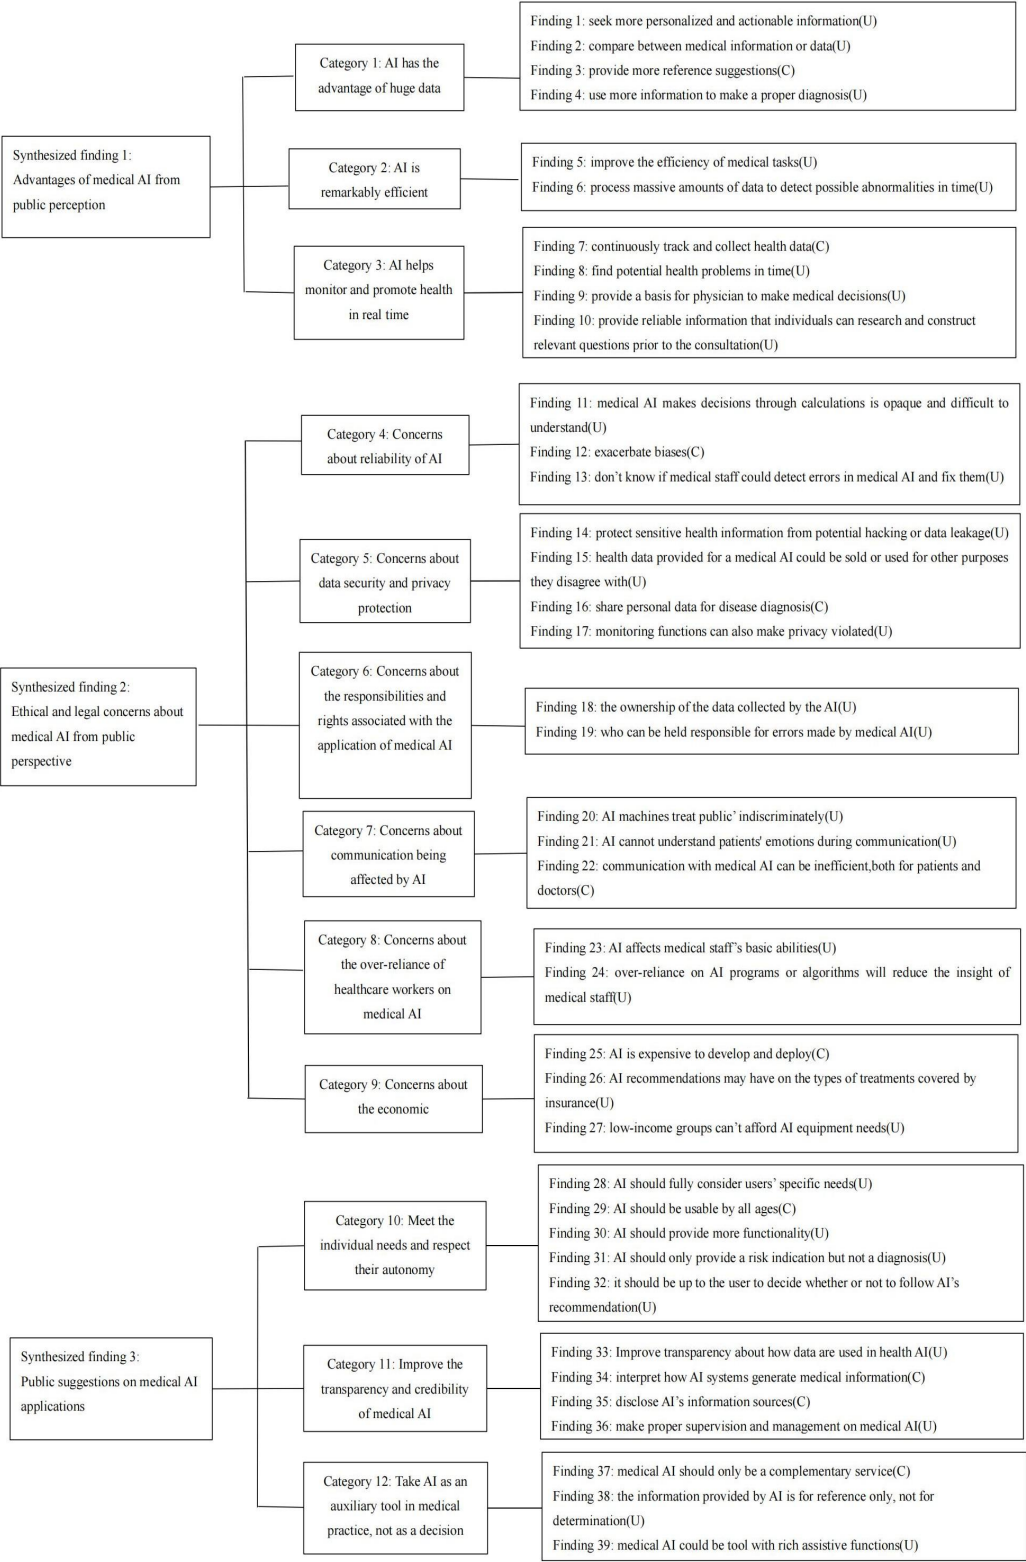 Synthesized finding 1:
Advantages of medical AI from
public perception
Category 1: AI has the
advantage of huge data
Finding 1: seek more personalized and actionable information(U)
Finding 2: compare between medical information or data(U)
Finding 3: provide more reference suggestions(C)
Finding 4: use more information to make a proper diagnosis(U)
Category 2: AI is
remarkably efficient
Finding 5: improve the efficiency of medical tasks(U)
Finding 6: process massive amounts of data to detect possible abnormalities in time(U)
Category 3: AI helps
monitor and promote health
in real time
Finding 7: continuously track and collect health data(C)
Finding 8: find potential health problems in time(U)
Finding 9: provide a basis for physician to make medical decisions(U)
Finding 10: provide reliable information that individuals can research and construct
relevant questions prior to the consultation(U)
Synthesized finding 2:
Ethical and legal concerns about
medical AI from public
perspective
Category 4: Concerns
about reliability of AI
Finding 11: medical AI makes decisions through calculations is opaque and difficult to
understand(U)
Finding 12: exacerbate biases(C)
Finding 13: don't know if medical staff could detect errors in medical AI and fix them(U)
Category 5: Concerns about
data security and privacy
protection
Finding 14: protect sensitive health information from potential hacking or data leakage(U)
Finding 15: health data provided for a medical AI could be sold or used for other purposes
they disagree with(U)
Finding 16: share personal data for disease diagnosis(C)
Finding 17: monitoring functions can also make privacy violated(U)
Category 6: Concerns about
the responsibilities and
rights associated with the
application of medical AI
Finding 18: the ownership of the data collected by the AI(U)
Finding 19: who can be held responsible for errors made by medical AI(U)
Category 7: Concerns about
communication being
affected by AI
Finding 20: AI machines treat public' indiscriminately(U)
Finding 21: AI cannot understand patients' emotions during communication(U)
Finding 22: communication with medical AI can be inefficient,both for patients and
doctors(C)
Category 8: Concerns about
the over-reliance of
healthcare workers on
medical AI
Finding 23: AI affects medical staff's basic abilities(U)
Finding 24: over-reliance on AI programs or algorithms will reduce the insight of
medical staff(U)
Category 9: Concerns about
the economic
Finding 25: AI is expensive to develop and deploy(C)
Finding 26: AI recommendations may have on the types of treatments covered by
insurance(U)
Finding 27: low-income groups can't afford AI equipment needs(U)
Synthesized finding 3:
Public suggestions on medical AI
applications
Category 10: Meet the
individual needs and respect
their autonomy
Finding 28: AI should fully consider users' specific needs(U)
Finding 29: AI should be usable by all ages(C)
Finding 30: AI should provide more functionality(U)
Finding 31: AI should only provide a risk indication but not a diagnosis(U)
Finding 32: it should be up to the user to decide whether or not to follow AI's
recommendation(U)
Category 11: Improve the
transparency and credibility
of medical AI
Finding 33: Improve transparency about how data are used in health AI(U)
Finding 34: interpret how AI systems generate medical information(C)
Finding 35: disclose AI's information sources(C)
Finding 36: make proper supervision and management on medical AI(U)
Category 12: Take AI as an
auxiliary tool in medical
practice, not as a decision
Finding 37: medical AI should only be a complementary service(C)
Finding 38: the information provided by AI is for reference only, not for
determination(U)
Finding 39: medical AI could be tool with rich assistive functions(U)